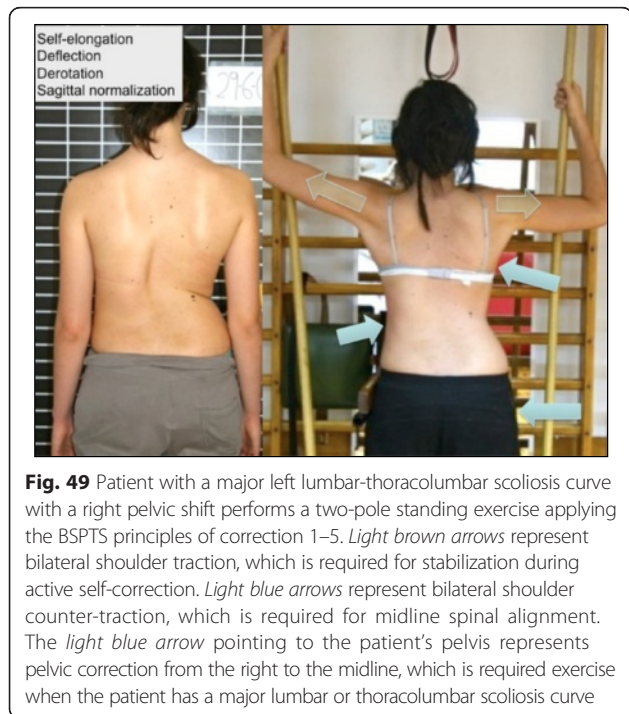 Self-elongation
Deflection
Derotation
Sagittal normalization
Fig. 49 Patient with a major left lumbar-thoracolumbar scoliosis curve
with a right pelvic shift performs a two-pole standing exercise applying
the BSPTS principles of correction 1–5. Light brown arrows represent
bilateral shoulder traction, which is required for stabilization during
active self-correction. Light blue arrows represent bilateral shoulder
counter-traction, which is required for midline spinal alignment.
The light blue arrow pointing to the patient's pelvis represents
pelvic correction from the right to the midline, which is required exercise
when the patient has a major lumbar or thoracolumbar scoliosis curve